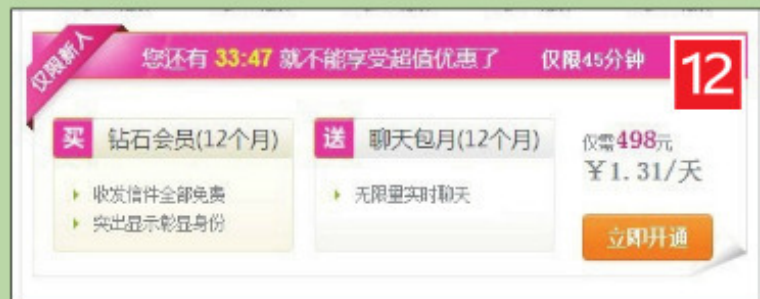 仅限新人
您还有 33:47 就不能享受超值优惠了 仅限45分钟
12
买 钻石会员(12个月)
收发信件全部免费
突出显示彰显身份
送 聊天包月(12个月)
无限量实时聊天
仅需498元
￥1.31/天
立即开通